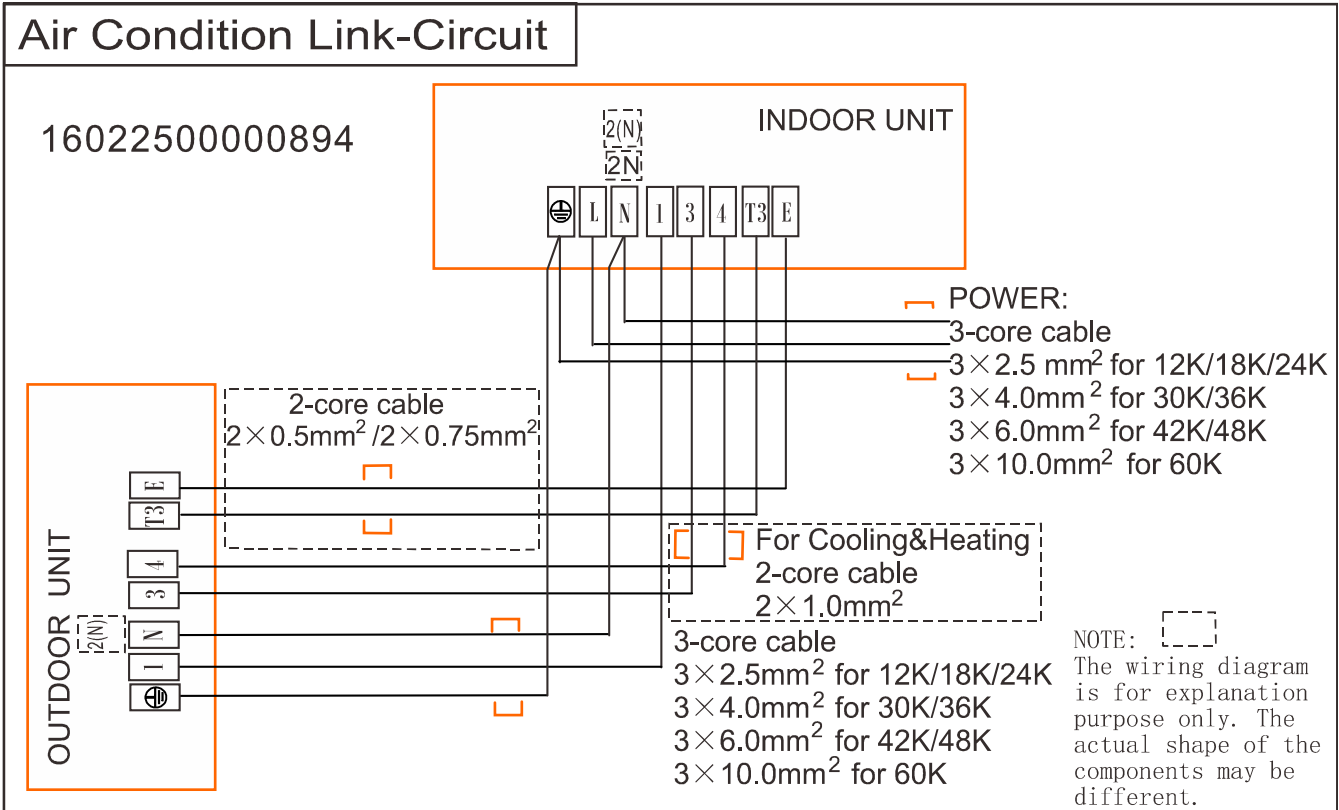 Air Condition Link-Circuit
16022500000894
INDOOR UNIT
2(N)
2N
L N 1 3 4 T3 E
POWER:
3-core cable
3×2.5 mm² for 12K/18K/24K
3×4.0mm² for 30K/36K
3×6.0mm² for 42K/48K
3×10.0mm² for 60K
2-core cable
2×0.5mm² /2×0.75mm²
OUTDOOR UNIT
E
T3
4
3
2(N)
N
1
For Cooling&Heating
2-core cable
2×1.0mm²
3-core cable
3×2.5mm² for 12K/18K/24K
3×4.0mm² for 30K/36K
3×6.0mm² for 42K/48K
3×10.0mm² for 60K
NOTE:
The wiring diagram
is for explanation
purpose only. The
actual shape of the
components may be
different.